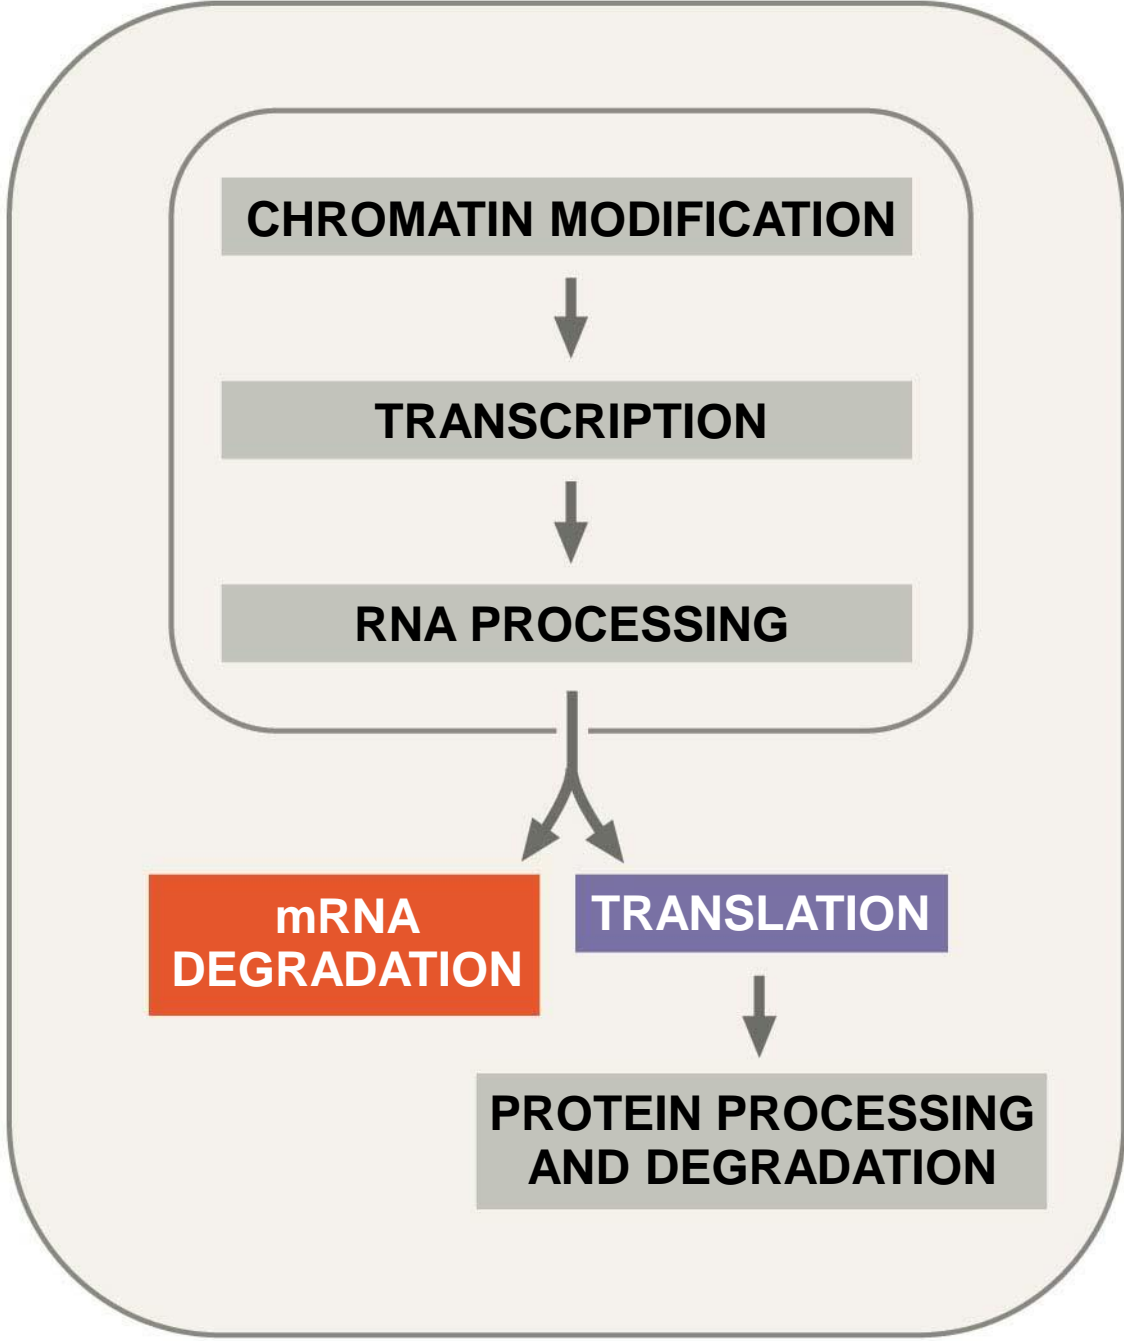 CHROMATIN MODIFICATION
TRANSCRIPTION
RNA PROCESSING
mRNA
DEGRADATION
TRANSLATION
PROTEIN PROCESSING
AND DEGRADATION